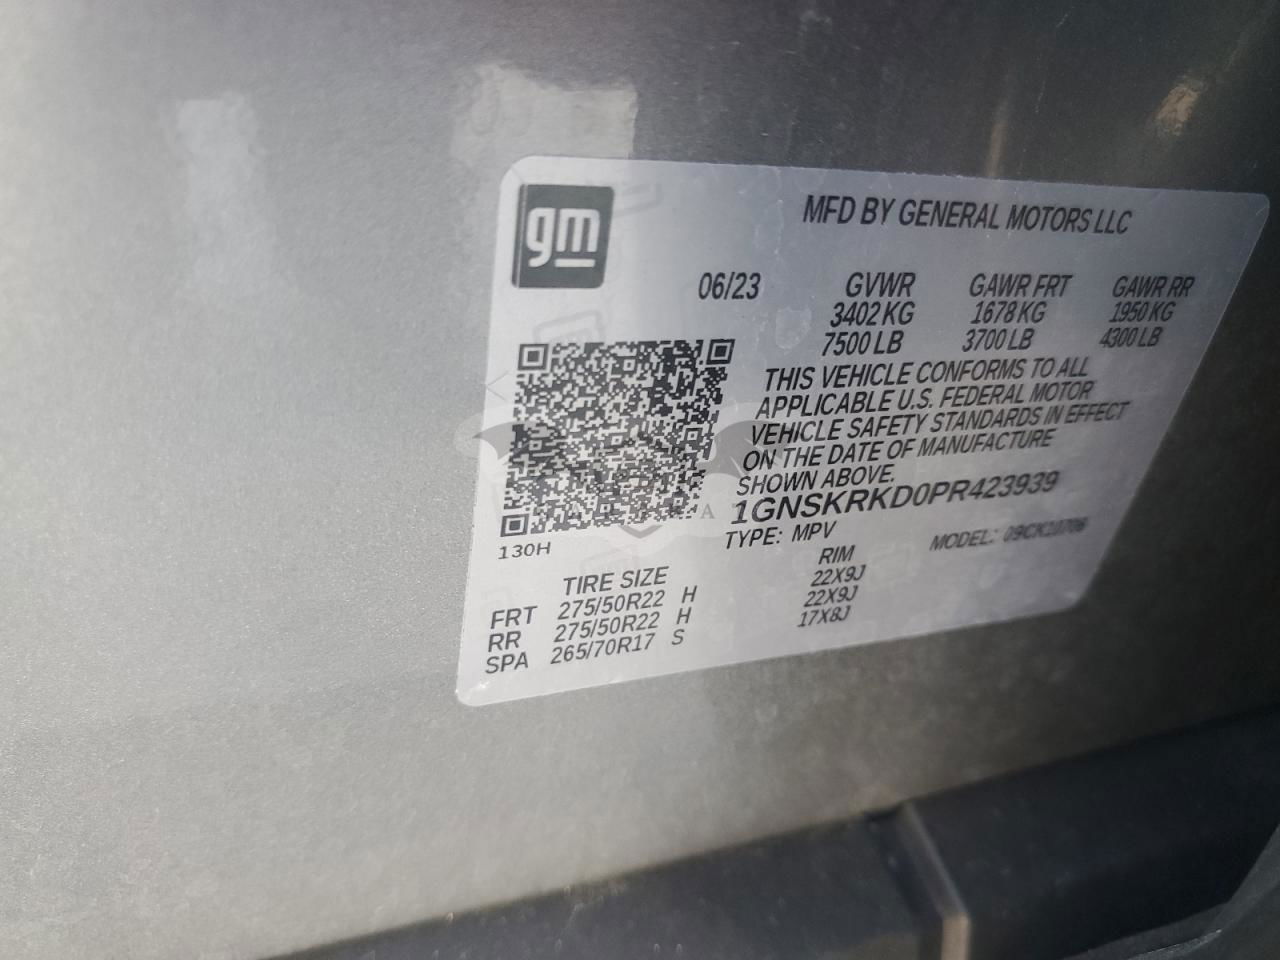 gm
MFD BY GENERAL MOTORS LLC
06/23 GVWR GAWR FRT GAWR RR
3402 KG 1678 KG 1950 KG
7500 LB 3700 LB 4300 LB
THIS VEHICLE CONFORMS TO ALL
APPLICABLE U.S. FEDERAL MOTOR
VEHICLE SAFETY STANDARDS IN EFFECT
ON THE DATE OF MANUFACTURE
SHOWN ABOVE.
1GNSKRKD0PR423939
TYPE: MPV MODEL: 09CK10706
130H
TIRE SIZE RIM
FRT 275/50R22 H 22X9J
RR 275/50R22 H 22X9J
SPA 265/70R17 S 17X8J